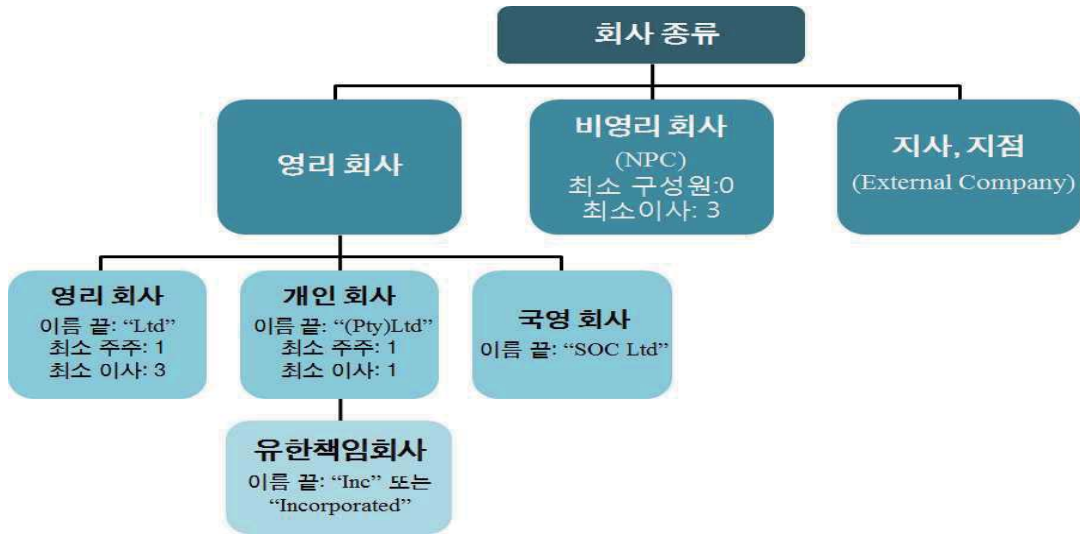 회사 종류
영리 회사
비영리 회사
(NPC)
최소 구성원:0
최소이사: 3
지사, 지점
(External Company)
영리 회사
이름 끝: “Ltd”
최소 주주: 1
최소 이사: 3
개인 회사
이름 끝: “(Pty)Ltd”
최소 주주: 1
최소 이사: 1
국영 회사
이름 끝: “SOC Ltd”
유한책임회사
이름 끝: “Inc” 또는
“Incorporated”